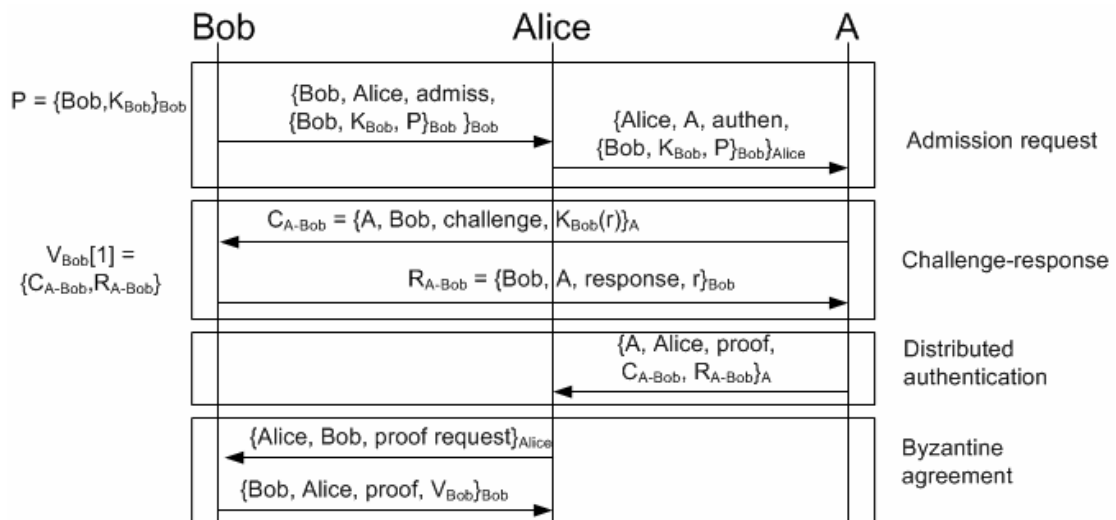 Bob Alice A
P = {Bob,K_Bob}_Bob
{Bob, Alice, admiss,
{Bob, K_Bob, P}_Bob }_Bob
{Alice, A, authen,
{Bob, K_Bob, P}_Bob}_Alice
Admission request
C_A-Bob = {A, Bob, challenge, K_Bob(r)}_A
V_Bob[1] =
{C_A-Bob,R_A-Bob}
R_A-Bob = {Bob, A, response, r}_Bob
Challenge-response
{A, Alice, proof,
C_A-Bob, R_A-Bob}_A
Distributed
authentication
{Alice, Bob, proof request}_Alice
{Bob, Alice, proof, V_Bob}_Bob
Byzantine
agreement